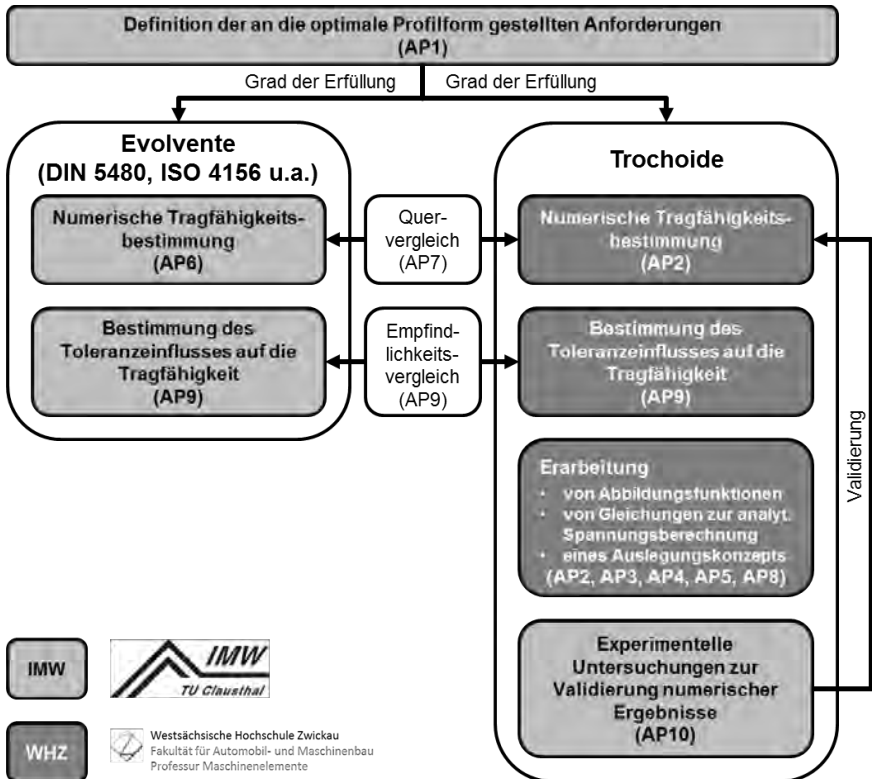 Definition der an die optimale Profilform gestellten Anforderungen
(AP1)
Grad der Erfüllung
Grad der Erfüllung
Evolvente
(DIN 5480, ISO 4156 u.a.)
Numerische Tragfähigkeits-
bestimmung
(AP6)
Bestimmung des
Toleranzeinflusses auf die
Tragfähigkeit
(AP9)
Quer-
vergleich
(AP7)
Empfind-
lichkeits-
vergleich
(AP9)
Trochoide
Numerische Tragfähigkeits-
bestimmung
(AP2)
Bestimmung des
Toleranzeinflusses auf die
Tragfähigkeit
(AP9)
Erarbeitung
• von Abbildungsfunktionen
• von Gleichungen zur analyt.
Spannungsberechnung
• eines Auslegungskonzepts
(AP2, AP3, AP4, AP5, AP8)
Experimentelle
Untersuchungen zur
Validierung numerischer
Ergebnisse
(AP10)
Validierung
IMW
IMW
TU Clausthal
WHZ
Westsächsische Hochschule Zwickau
Fakultät für Automobil- und Maschinenbau
Professur Maschinenelemente